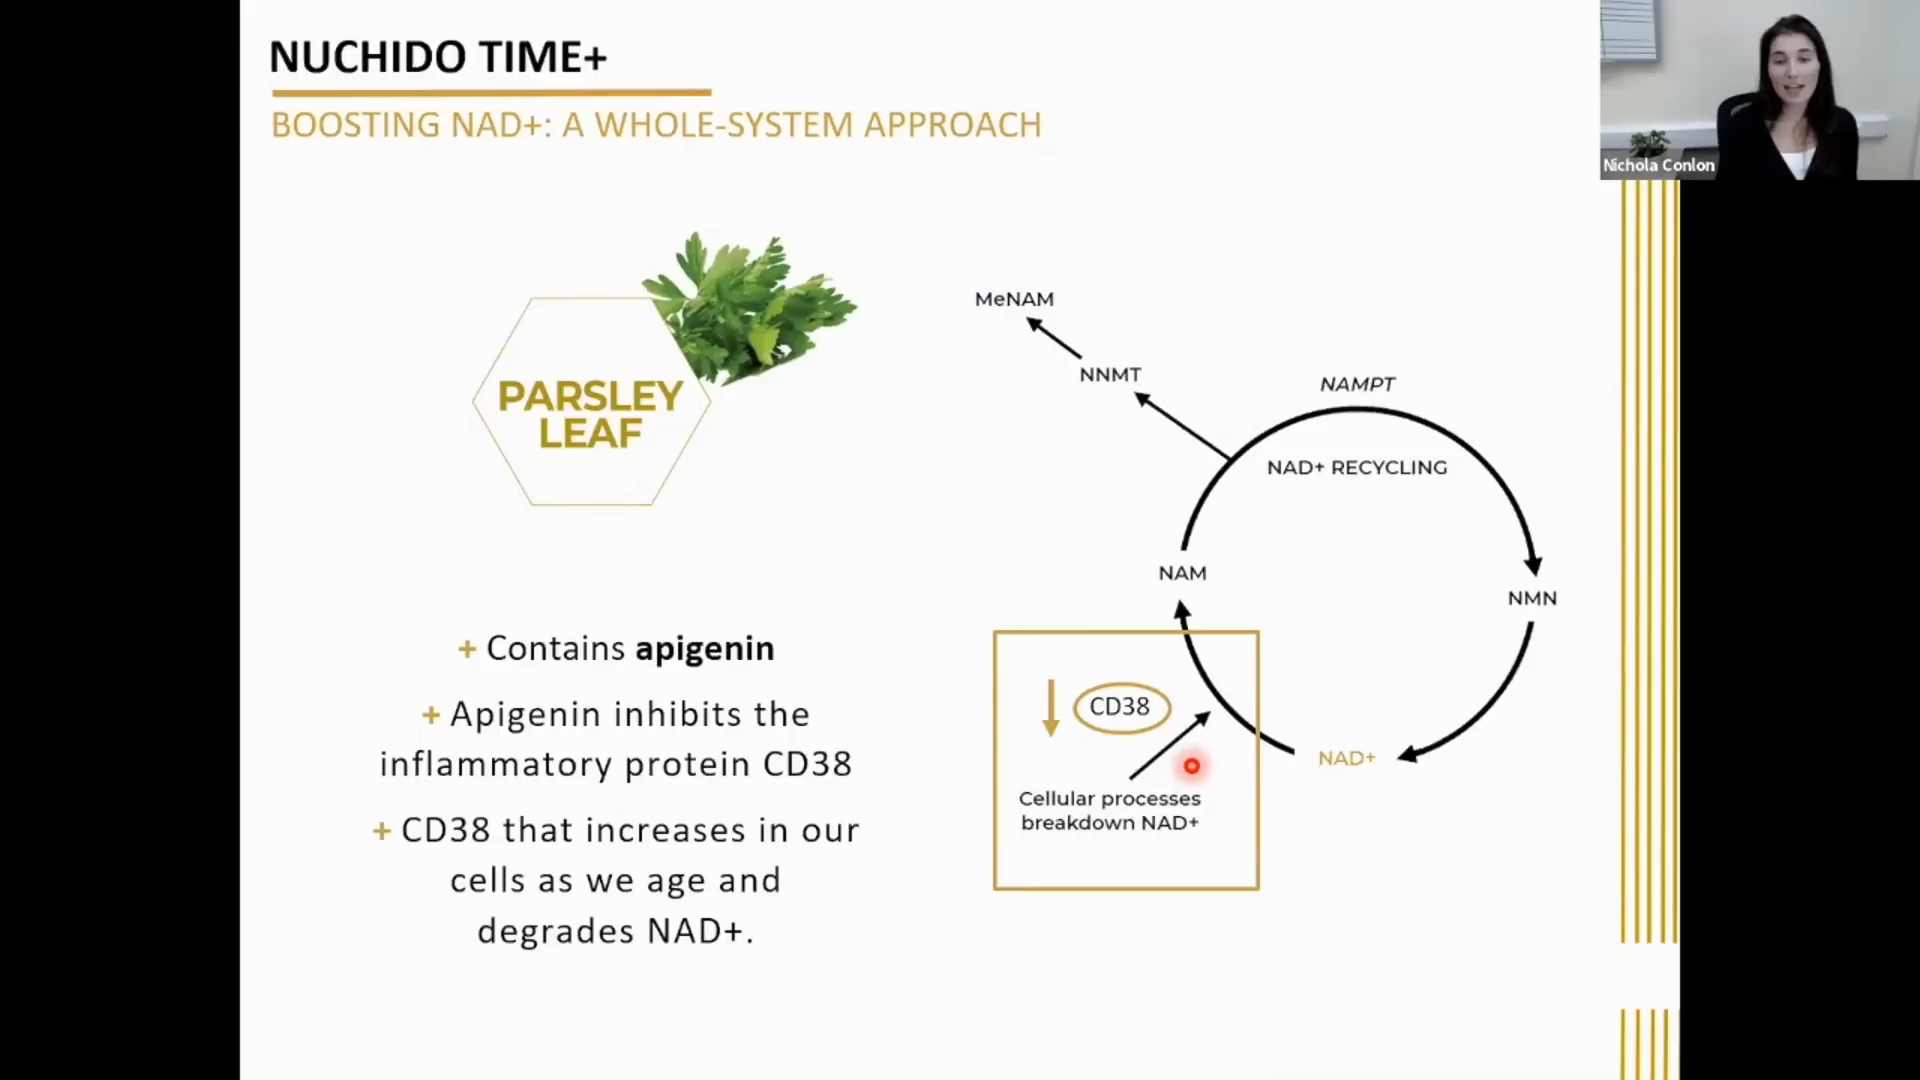 NUCHIDO TIME+
BOOSTING NAD+: A WHOLE-SYSTEM APPROACH
Nichola Conlon
PARSLEY
LEAF
+ Contains apigenin
+ Apigenin inhibits the
inflammatory protein CD38
+ CD38 that increases in our
cells as we age and
degrades NAD+.
MeNAM
NNMT
NAMPT
NAD+ RECYCLING
NAM
NMN
CD38
NAD+
Cellular processes
breakdown NAD+